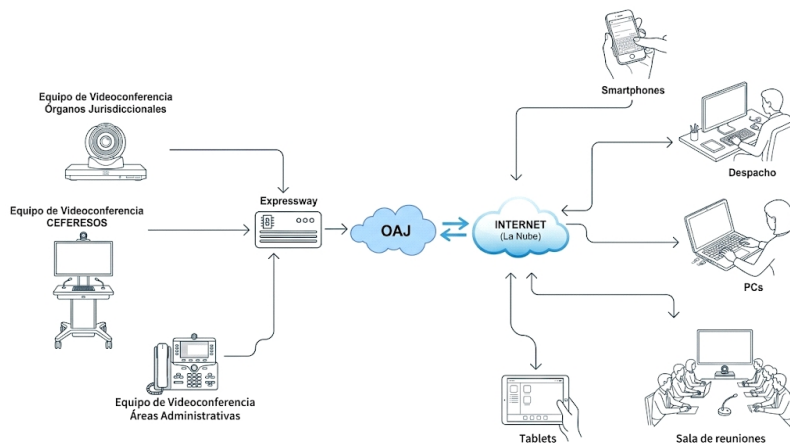 Smartphones
Equipo de Videoconferencia
Órganos Jurisdiccionales
Despacho
Expressway
Equipo de Videoconferencia
CEFERESOS
OAJ
INTERNET
(La Nube)
PCs
Equipo de Videoconferencia
Áreas Administrativas
Tablets
Sala de reuniones